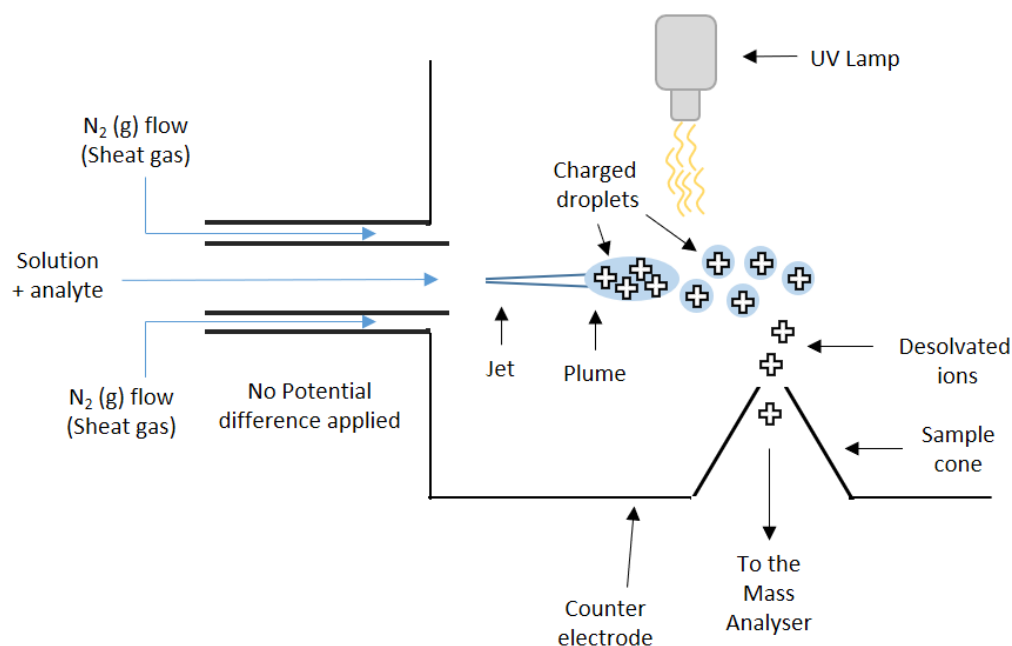 UV Lamp
N₂ (g) flow
(Sheat gas)
Charged
droplets
Solution
+ analyte
Jet
Plume
Desolvated
ions
N₂ (g) flow
(Sheat gas)
No Potential
difference applied
Sample
cone
To the
Mass
Analyser
Counter
electrode